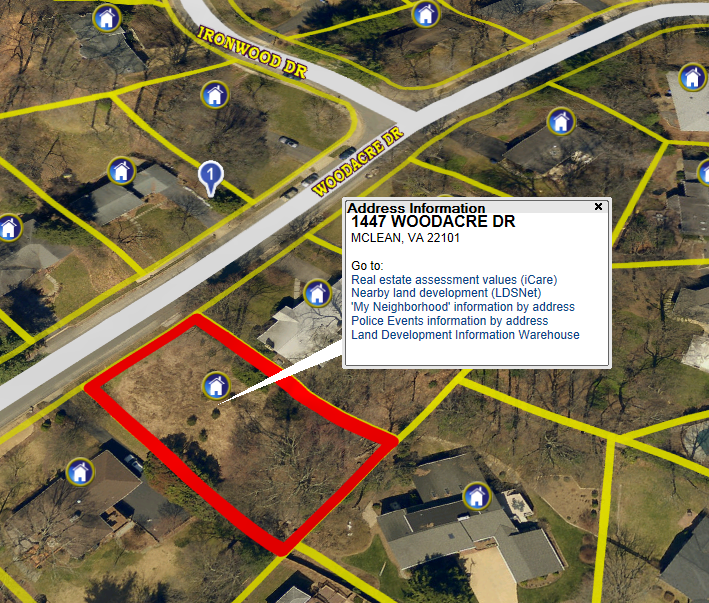 IRONWOOD DR
WOODACRE DR
1
Address Information
1447 WOODACRE DR
MCLEAN, VA 22101
Go to:
Real estate assessment values (iCare)
Nearby land development (LDSNet)
'My Neighborhood' information by address
Police Events information by address
Land Development Information Warehouse